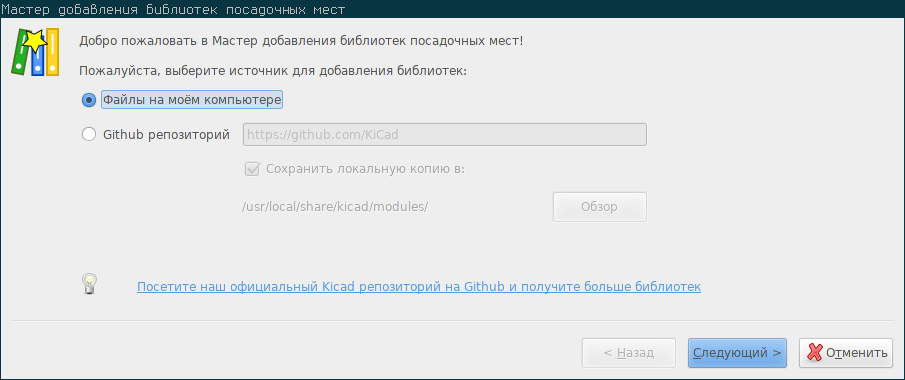 Мастер добавления библиотек посадочных мест
Добро пожаловать в Мастер добавления библиотек посадочных мест!
Пожалуйста, выберите источник для добавления библиотек:
Файлы на моём компьютере
Github репозиторий https://github.com/KiCad
Сохранить локальную копию в:
/usr/local/share/kicad/modules/ Обзор
Посетите наш официальный Kicad репозиторий на Github и получите больше библиотек
< Назад Следующий > Отменить